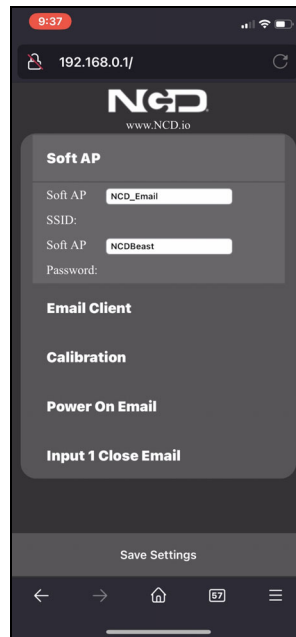 9:37
192.168.0.1/
NCD
www.NCD.io
Soft AP
Soft AP NCD_Email
SSID:
Soft AP NCDBeast
Password:
Email Client
Calibration
Power On Email
Input 1 Close Email
Save Settings
57